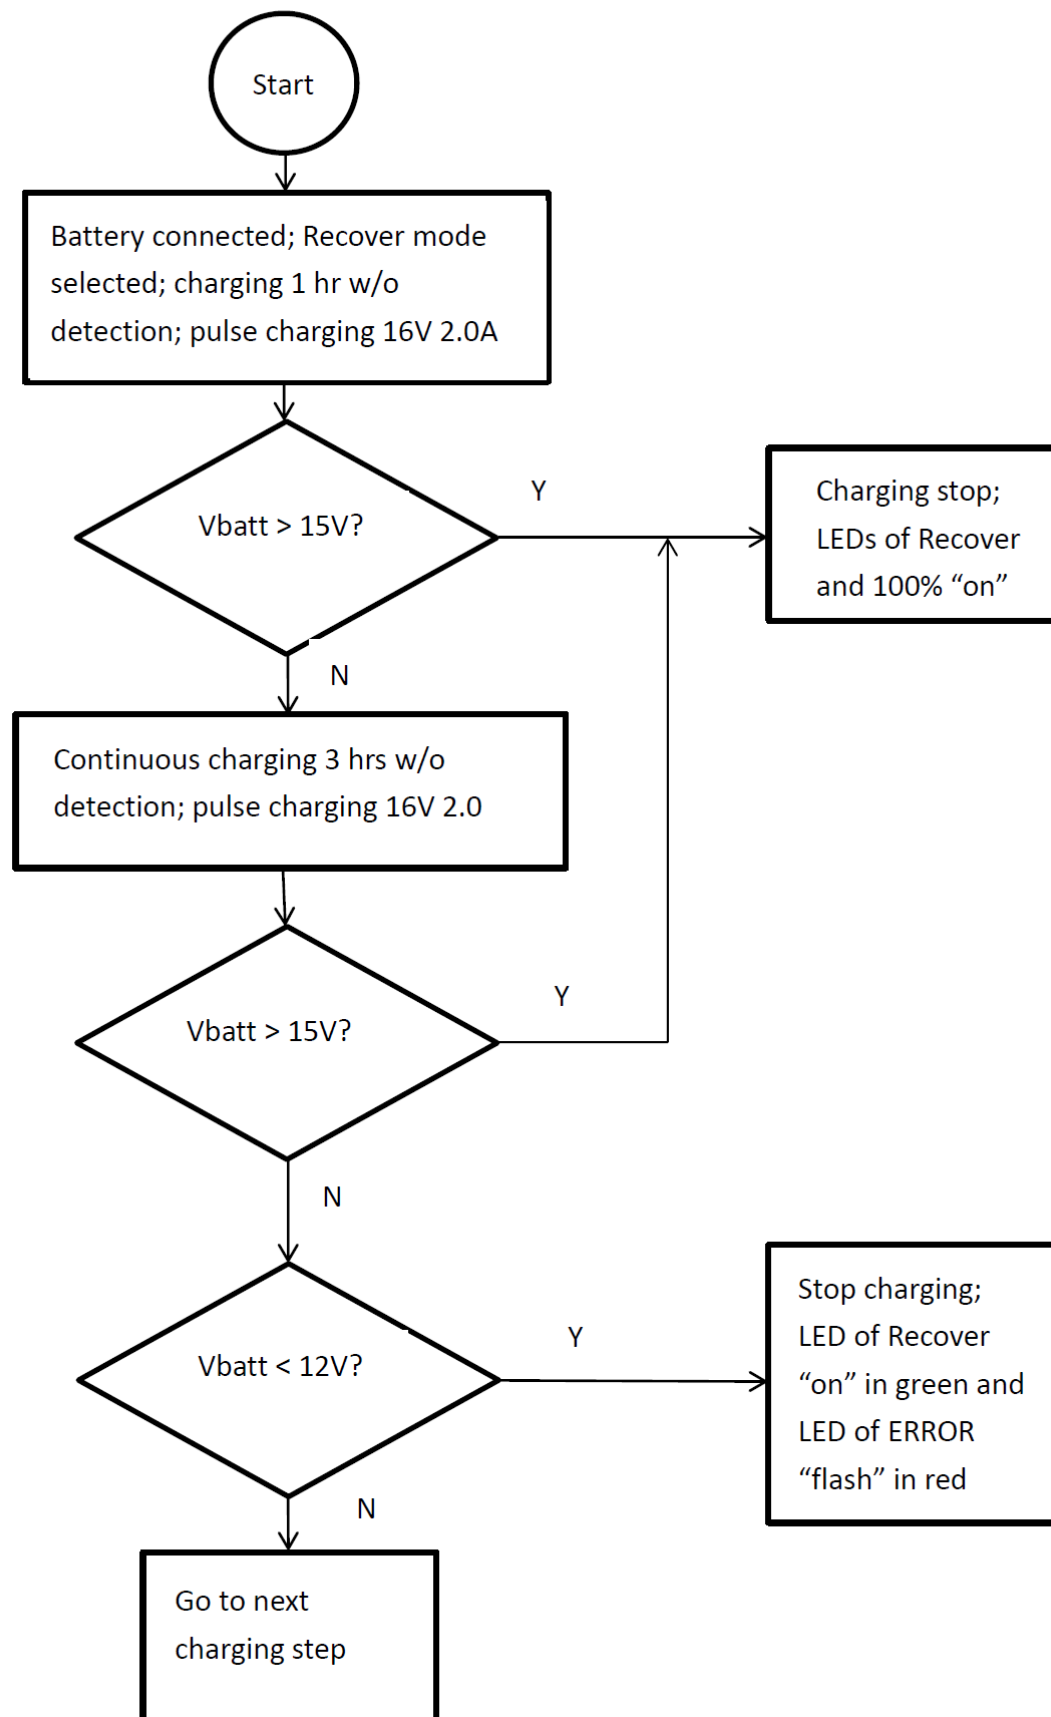 Start
Battery connected; Recover mode
selected; charging 1 hr w/o
detection; pulse charging 16V 2.0A
Vbatt > 15V?
Y
Charging stop;
LEDs of Recover
and 100% “on”
N
Continuous charging 3 hrs w/o
detection; pulse charging 16V 2.0
Vbatt > 15V?
Y
N
Vbatt < 12V?
Y
Stop charging;
LED of Recover
“on” in green and
LED of ERROR
“flash” in red
N
Go to next
charging step